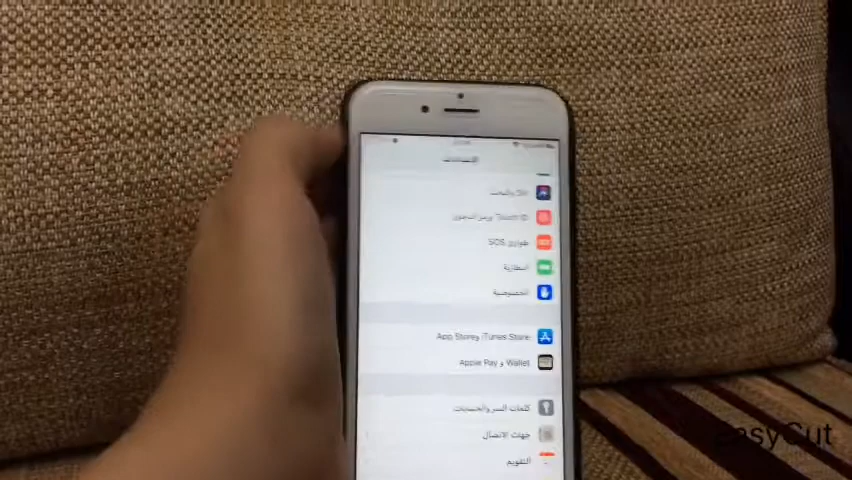 الإعدادات
Siri والبحث
Touch ID ورمز الدخول
طوارئ SOS
البطارية
الخصوصية
iTunes Store و App Store
Wallet و Apple Pay
كلمات السر والحسابات
جهات الاتصال
التقويم
easyCut